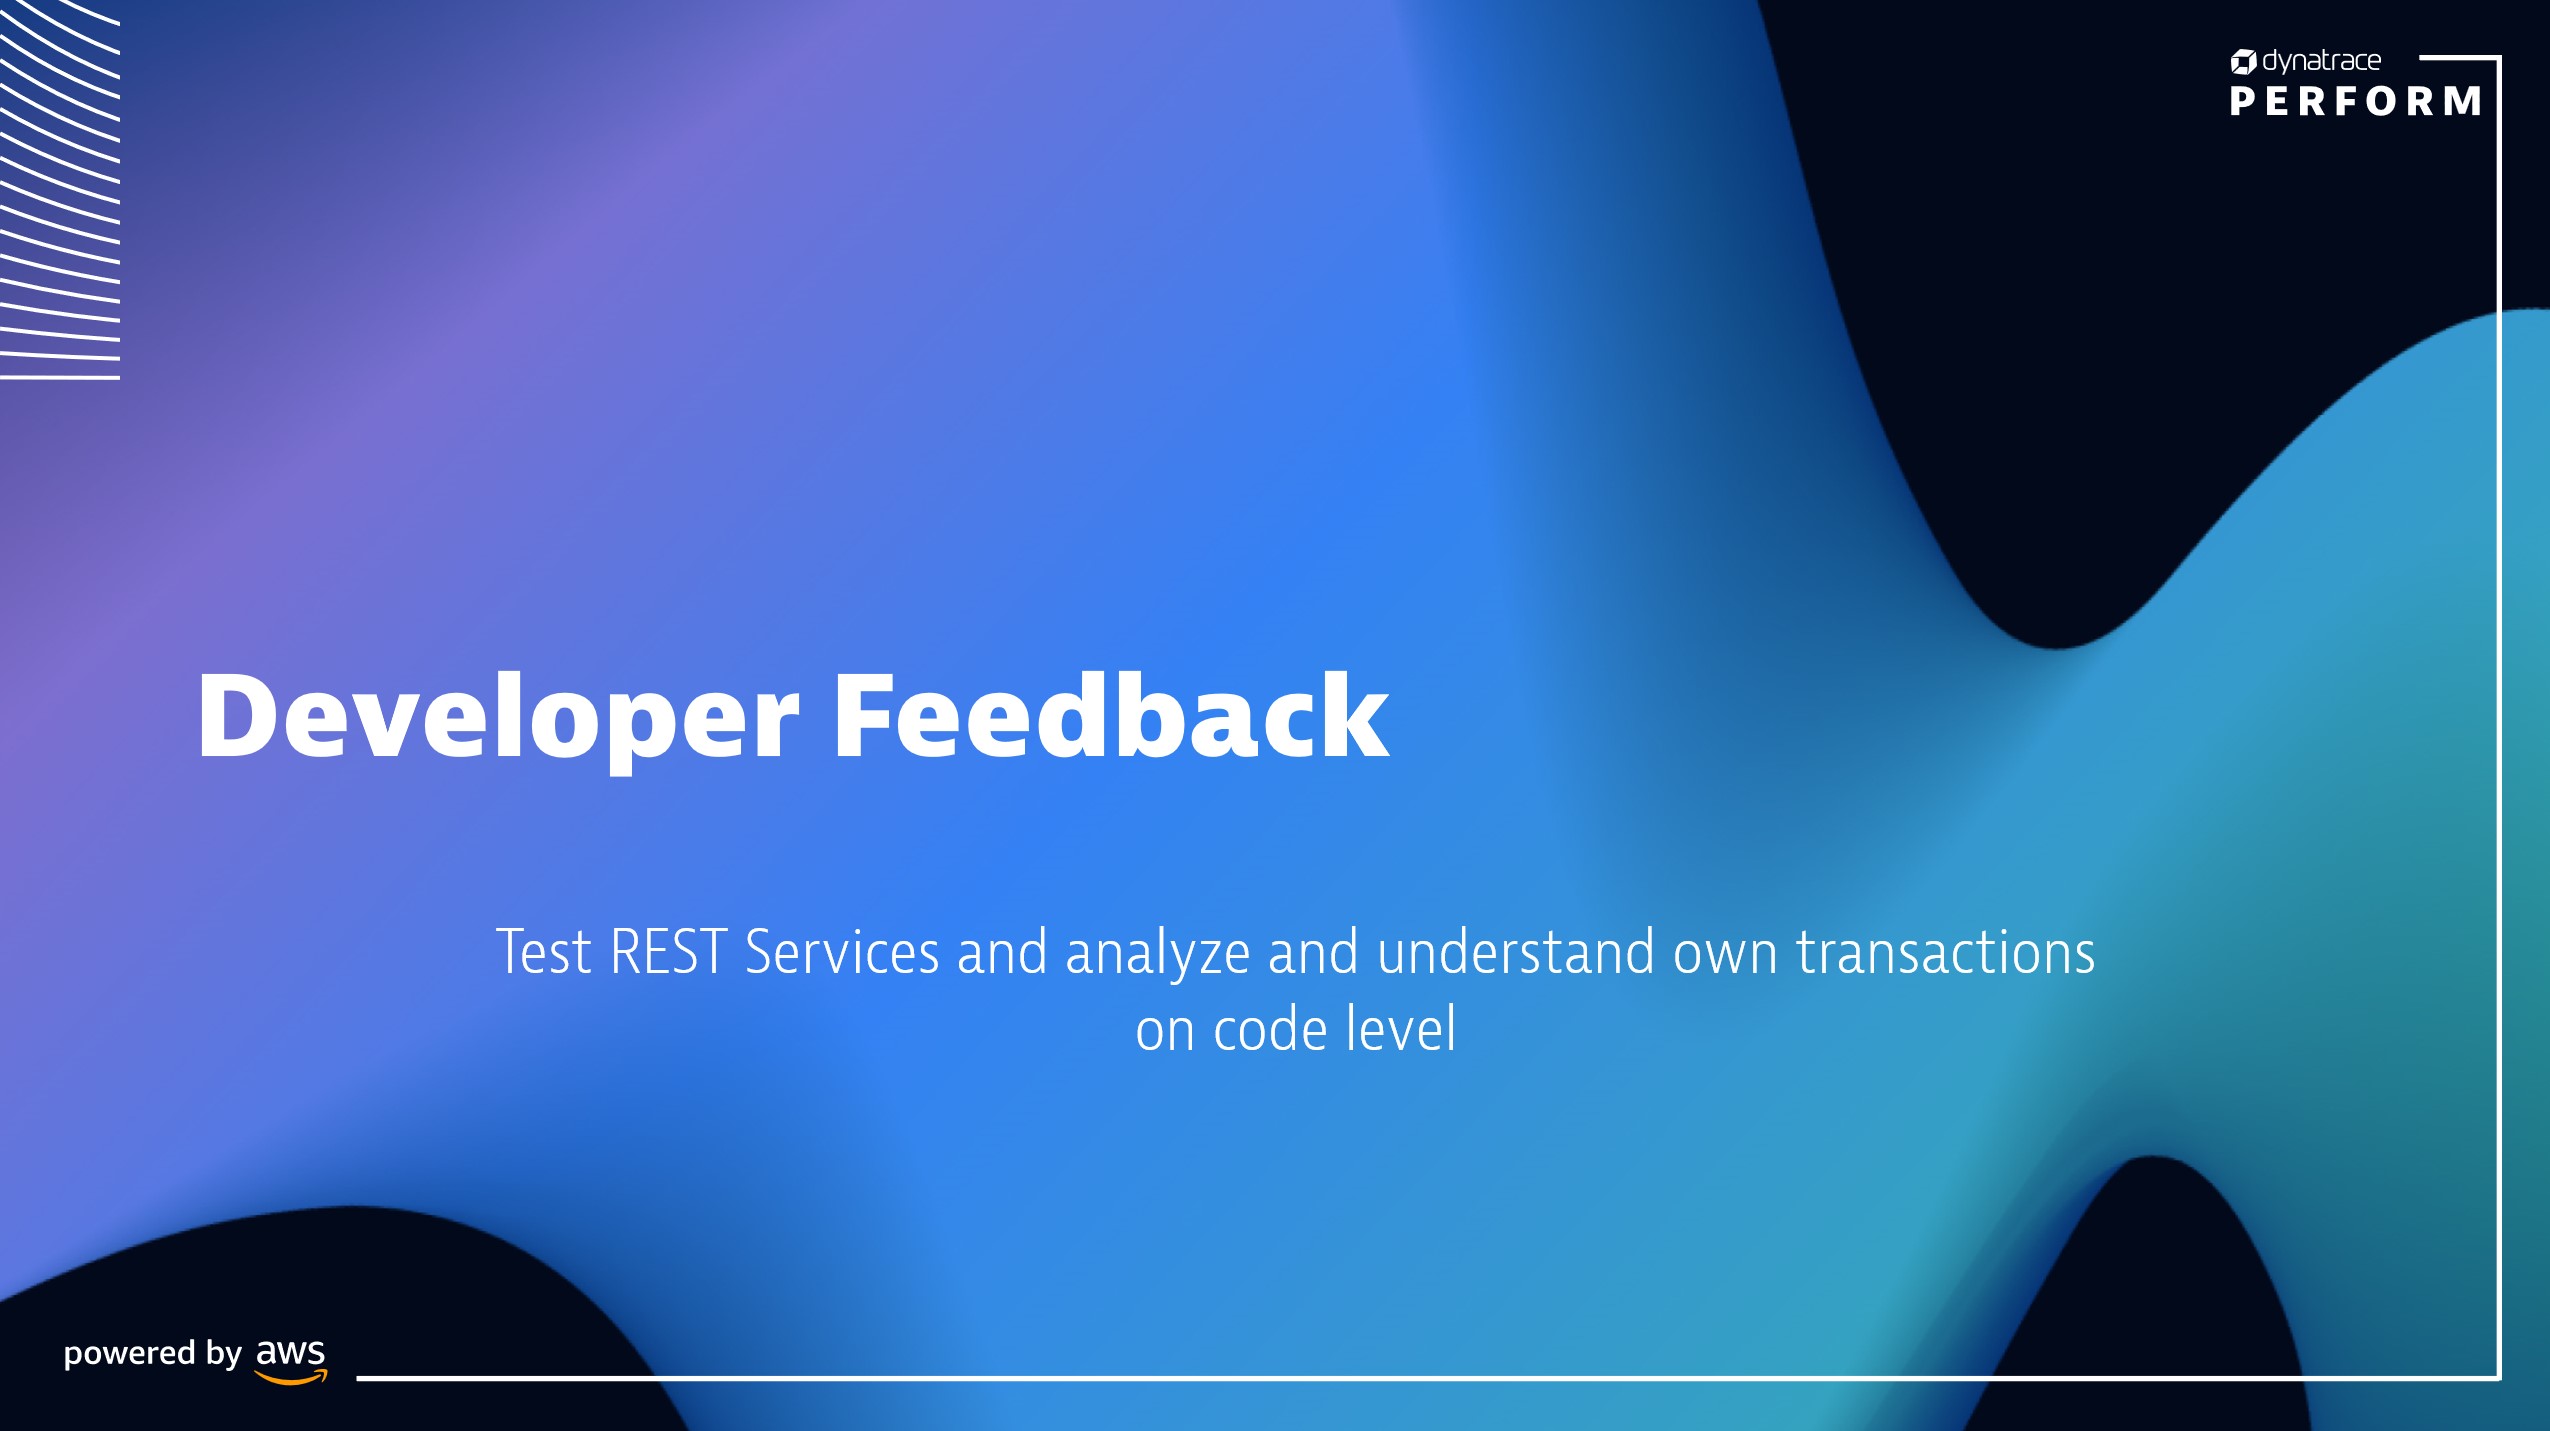 dynatrace
PERFORM
Developer Feedback
Test REST Services and analyze and understand own transactions
on code level
powered by aws